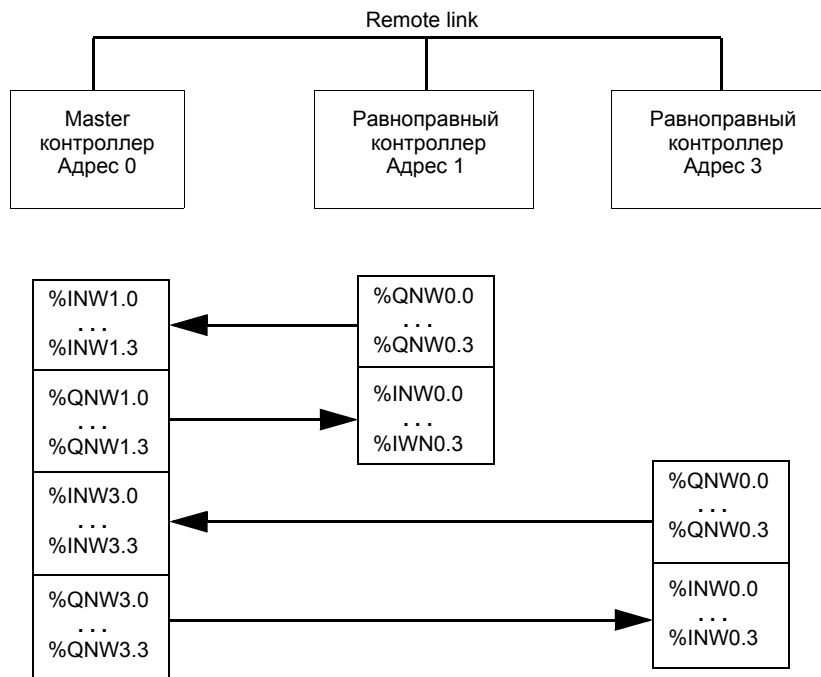 Remote link
Master
контроллер
Адрес 0
Равноправный
контроллер
Адрес 1
Равноправный
контроллер
Адрес 3
%INW1.0
...
%INW1.3
%QNW1.0
...
%QNW1.3
%INW3.0
...
%INW3.3
%QNW3.0
...
%QNW3.3
%QNW0.0
...
%QNW0.3
%INW0.0
...
%IWN0.3
%QNW0.0
...
%QNW0.3
%INW0.0
...
%INW0.3